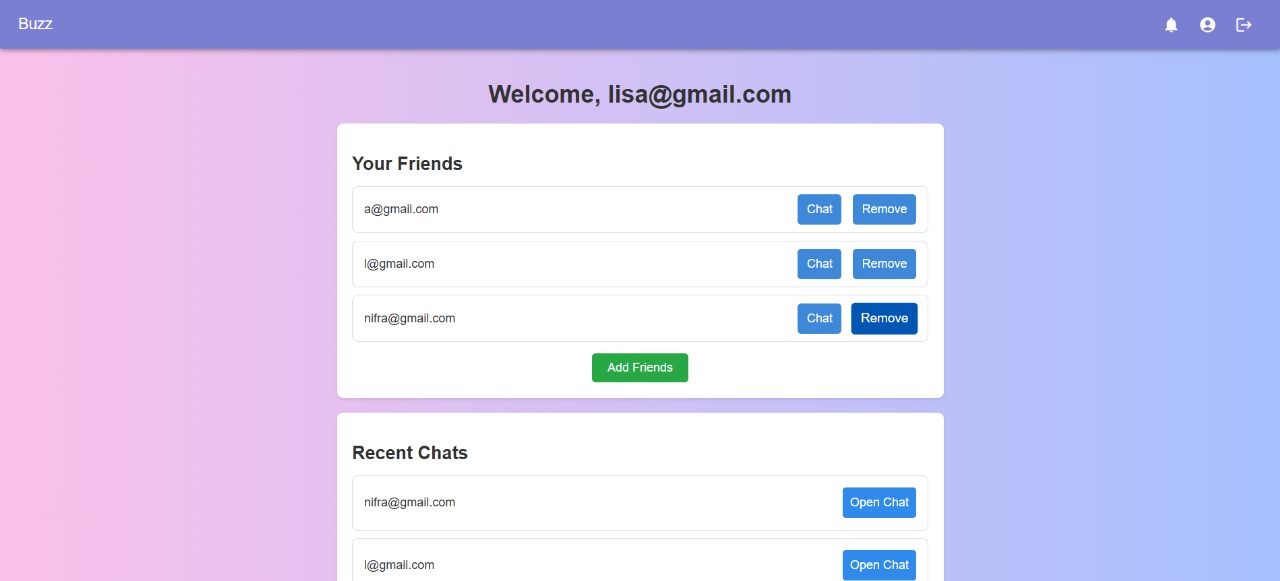 Buzz
Welcome, lisa@gmail.com
Your Friends
a@gmail.com Chat Remove
l@gmail.com Chat Remove
nifra@gmail.com Chat Remove
Add Friends
Recent Chats
nifra@gmail.com Open Chat
l@gmail.com Open Chat